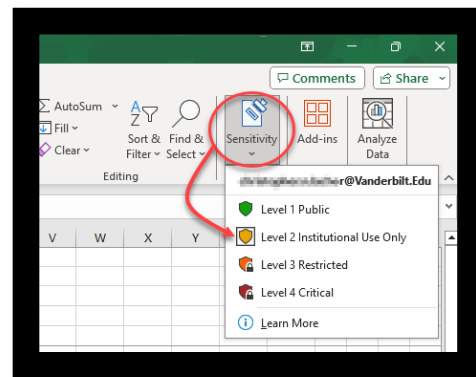 Comments
Share
AutoSum
Fill
Clear
Sort &
Filter
Find &
Select
Editing
Sensitivity
Add-ins
Analyze
Data
r@Vanderbilt.Edu
Level 1 Public
Level 2 Institutional Use Only
Level 3 Restricted
Level 4 Critical
Learn More
V W X Y